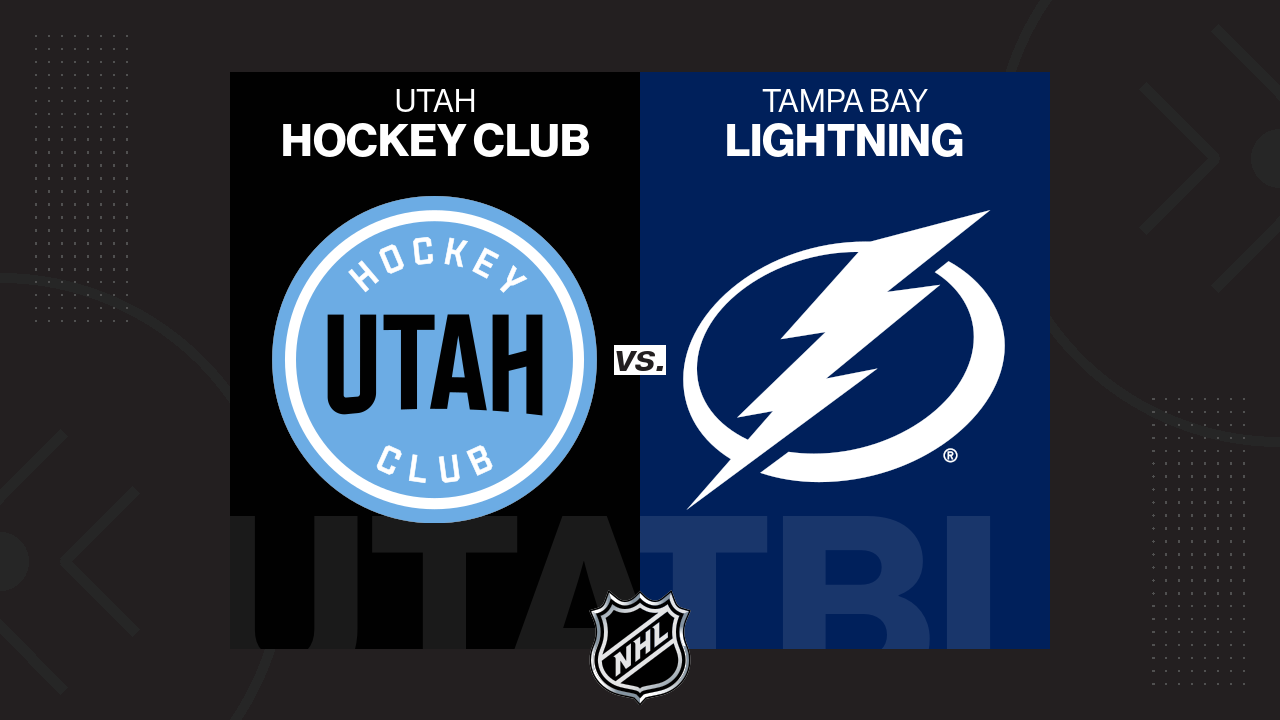 UTAH
HOCKEY CLUB
TAMPA BAY
LIGHTNING
HOCKEY
UTAH
CLUB
vs.
®
UTA
TBL
NHL